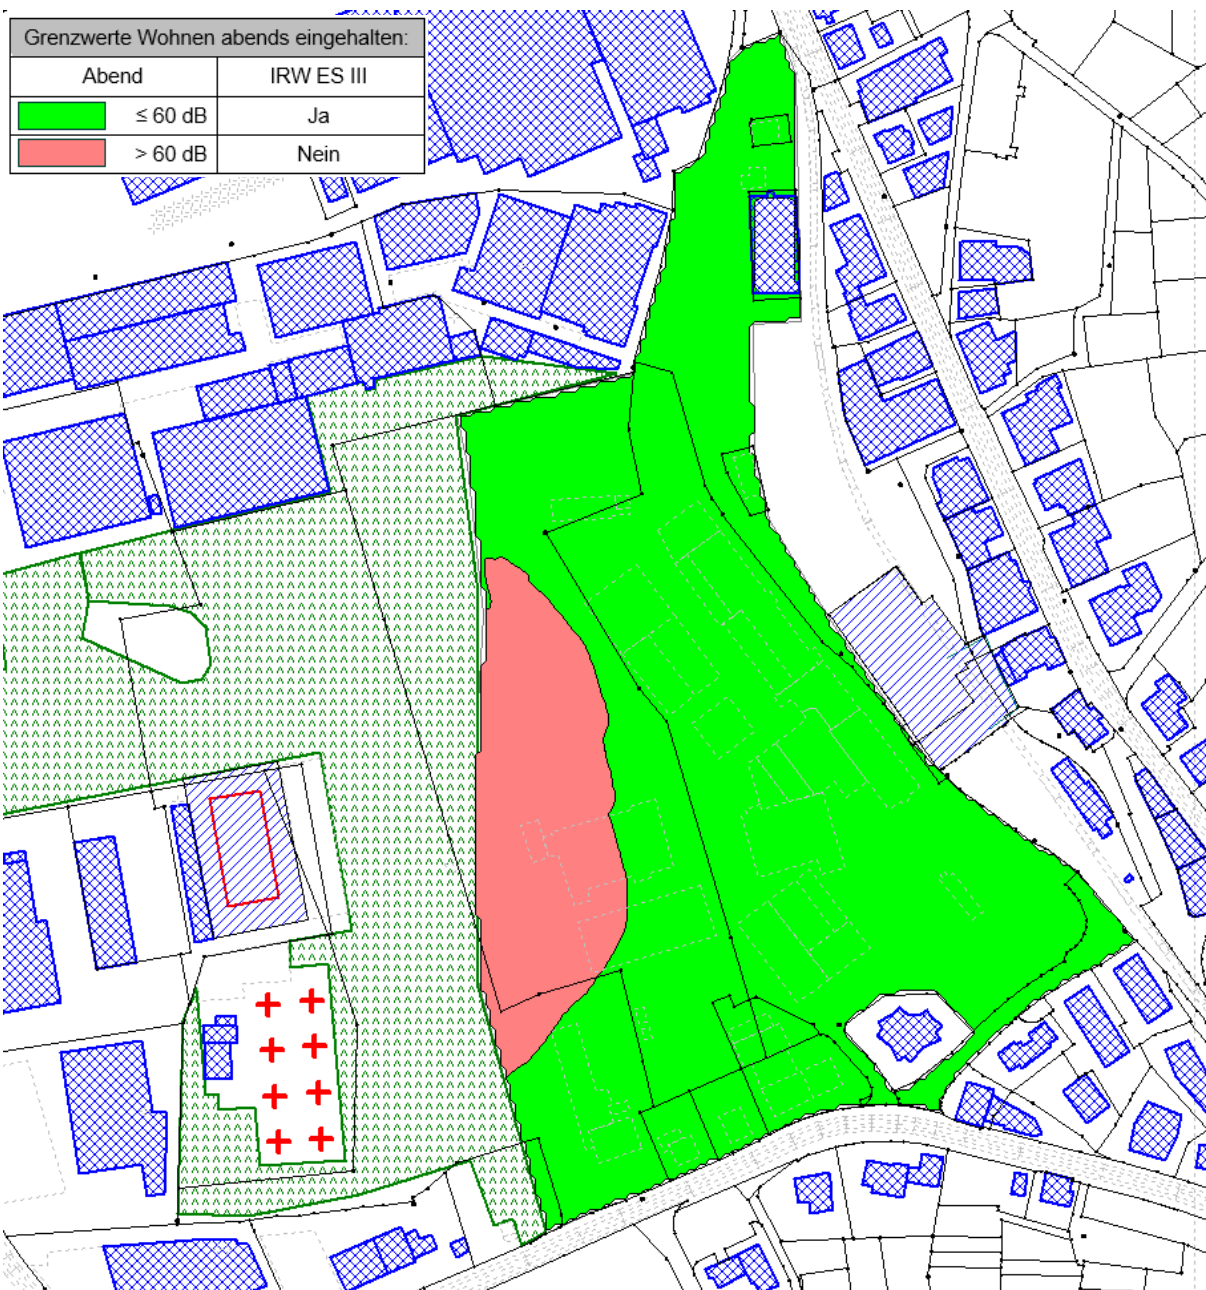 Grenzwerte Wohnen abends eingehalten:
Abend IRW ES III
≤ 60 dB Ja
> 60 dB Nein